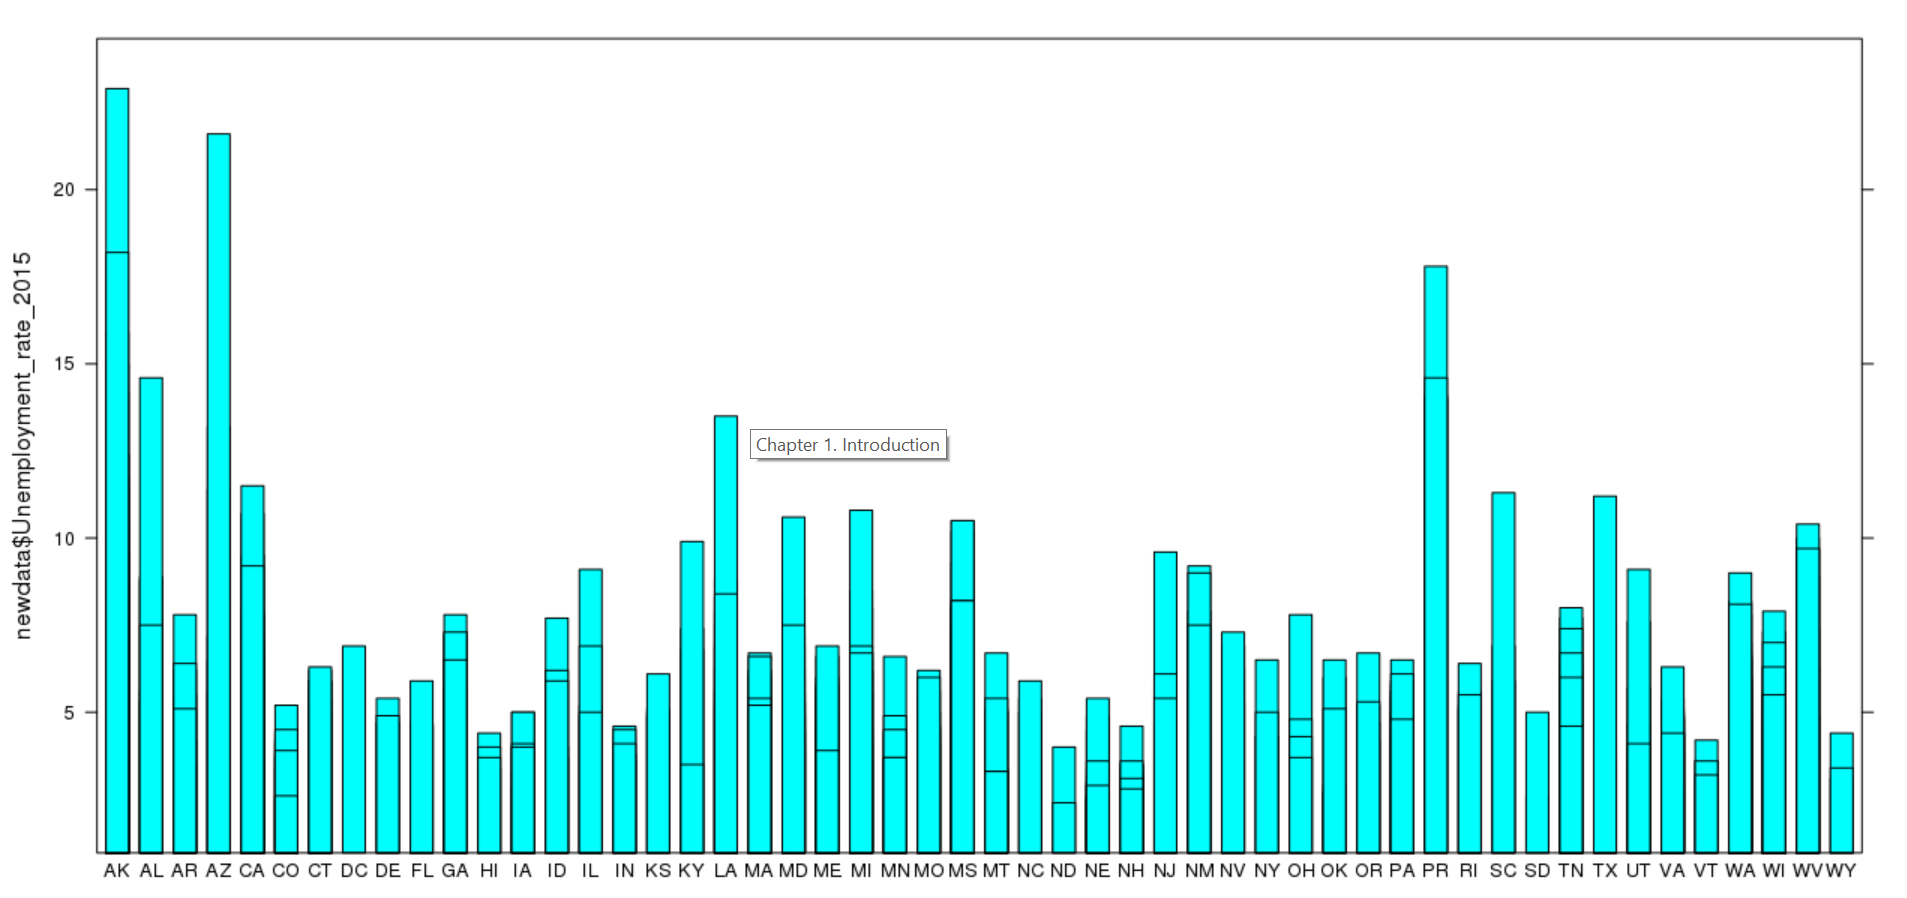 newdata$Unemployment_rate_2015
20
15
10
5
Chapter 1. Introduction
AK AL AR AZ CA CO CT DC DE FL GA HI IA ID IL IN KS KY LA MA MD ME MI MN MO MS MT NC ND NE NH NJ NM NV NY OH OK OR PA PR RI SC SD TN TX UT VA VT WA WI WV WY